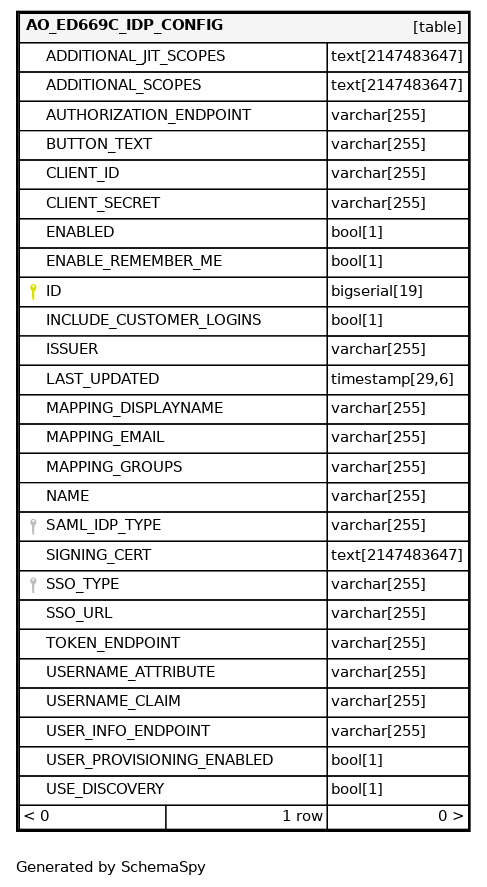 AO_ED669C_IDP_CONFIG [table]
ADDITIONAL_JIT_SCOPES text[2147483647]
ADDITIONAL_SCOPES text[2147483647]
AUTHORIZATION_ENDPOINT varchar[255]
BUTTON_TEXT varchar[255]
CLIENT_ID varchar[255]
CLIENT_SECRET varchar[255]
ENABLED bool[1]
ENABLE_REMEMBER_ME bool[1]
ID bigserial[19]
INCLUDE_CUSTOMER_LOGINS bool[1]
ISSUER varchar[255]
LAST_UPDATED timestamp[29,6]
MAPPING_DISPLAYNAME varchar[255]
MAPPING_EMAIL varchar[255]
MAPPING_GROUPS varchar[255]
NAME varchar[255]
SAML_IDP_TYPE varchar[255]
SIGNING_CERT text[2147483647]
SSO_TYPE varchar[255]
SSO_URL varchar[255]
TOKEN_ENDPOINT varchar[255]
USERNAME_ATTRIBUTE varchar[255]
USERNAME_CLAIM varchar[255]
USER_INFO_ENDPOINT varchar[255]
USER_PROVISIONING_ENABLED bool[1]
USE_DISCOVERY bool[1]
< 0 1 row 0 >
Generated by SchemaSpy